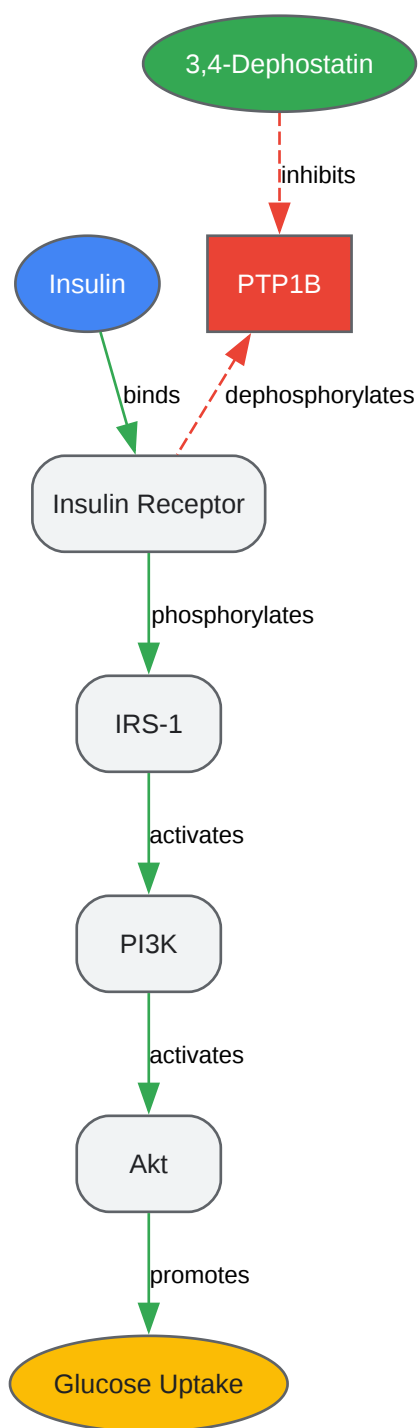 3,4-Dephostatin
inhibits
Insulin
PTP1B
binds
dephosphorylates
Insulin Receptor
phosphorylates
IRS-1
activates
PI3K
activates
Akt
promotes
Glucose Uptake